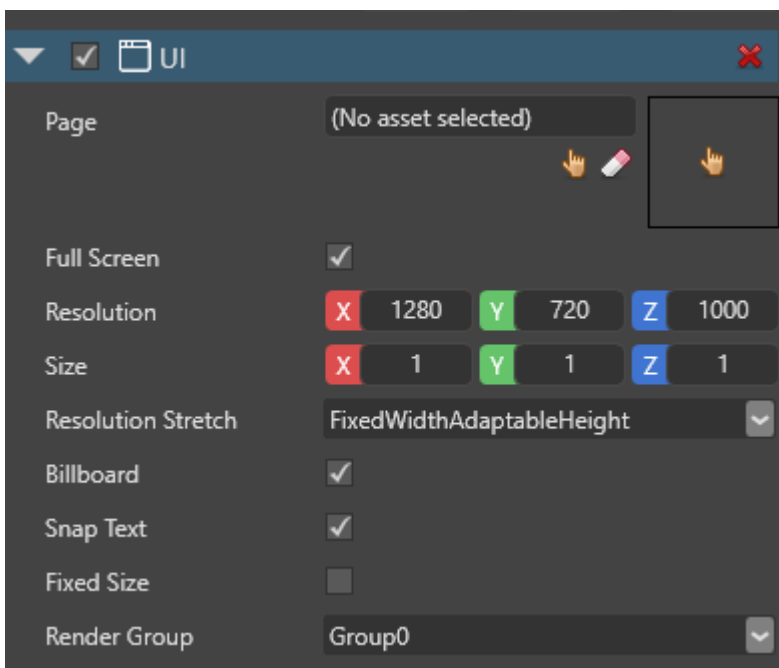 UI
Page (No asset selected)
Full Screen
Resolution X 1280 Y 720 Z 1000
Size X 1 Y 1 Z 1
Resolution Stretch FixedWidthAdaptableHeight
Billboard
Snap Text
Fixed Size
Render Group Group0